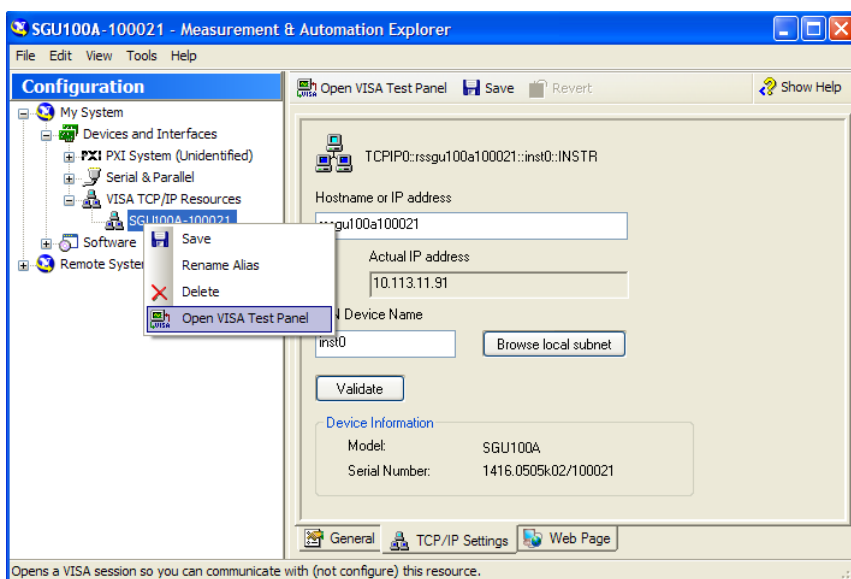 SGU100A-100021 - Measurement & Automation Explorer
File Edit View Tools Help
Configuration
My System
Devices and Interfaces
PXI PXI System (Unidentified)
Serial & Parallel
VISA TCP/IP Resources
SGU100A-100021
Software
Remote
Save
Rename Alias
Delete
Open VISA Test Panel
Open VISA Test Panel Save Revert Show Help
TCPIP0::rssgu100a100021::inst0::INSTR
Hostname or IP address
gu100a100021
Actual IP address
10.113.11.91
Device Name
inst0
Browse local subnet
Validate
Device Information
Model: SGU100A
Serial Number: 1416.0505k02/100021
General TCP/IP Settings Web Page
Opens a VISA session so you can communicate with (not configure) this resource.